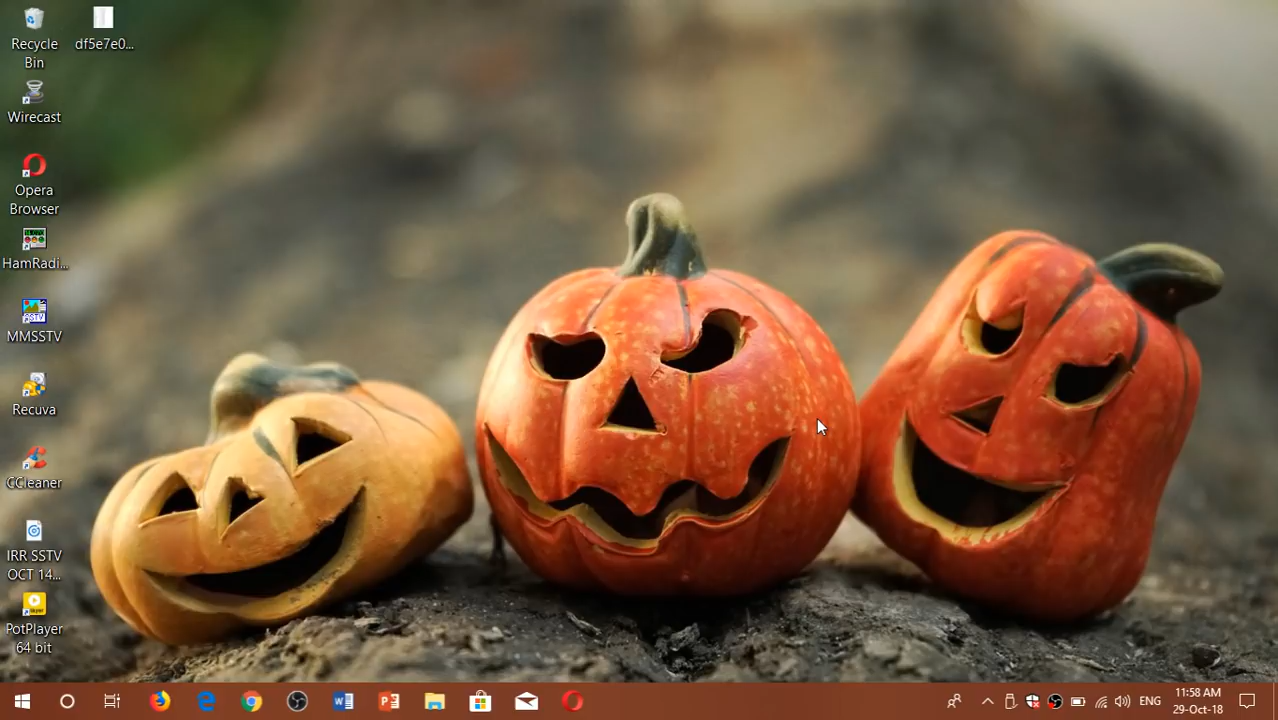 Recycle
Bin
df5e7e0...
Wirecast
Opera
Browser
HamRadi...
MMSSTV
Recuva
CCleaner
IRR SSTV
OCT 14...
PotPlayer
64 bit
ENG
11:58 AM
29-Oct-18